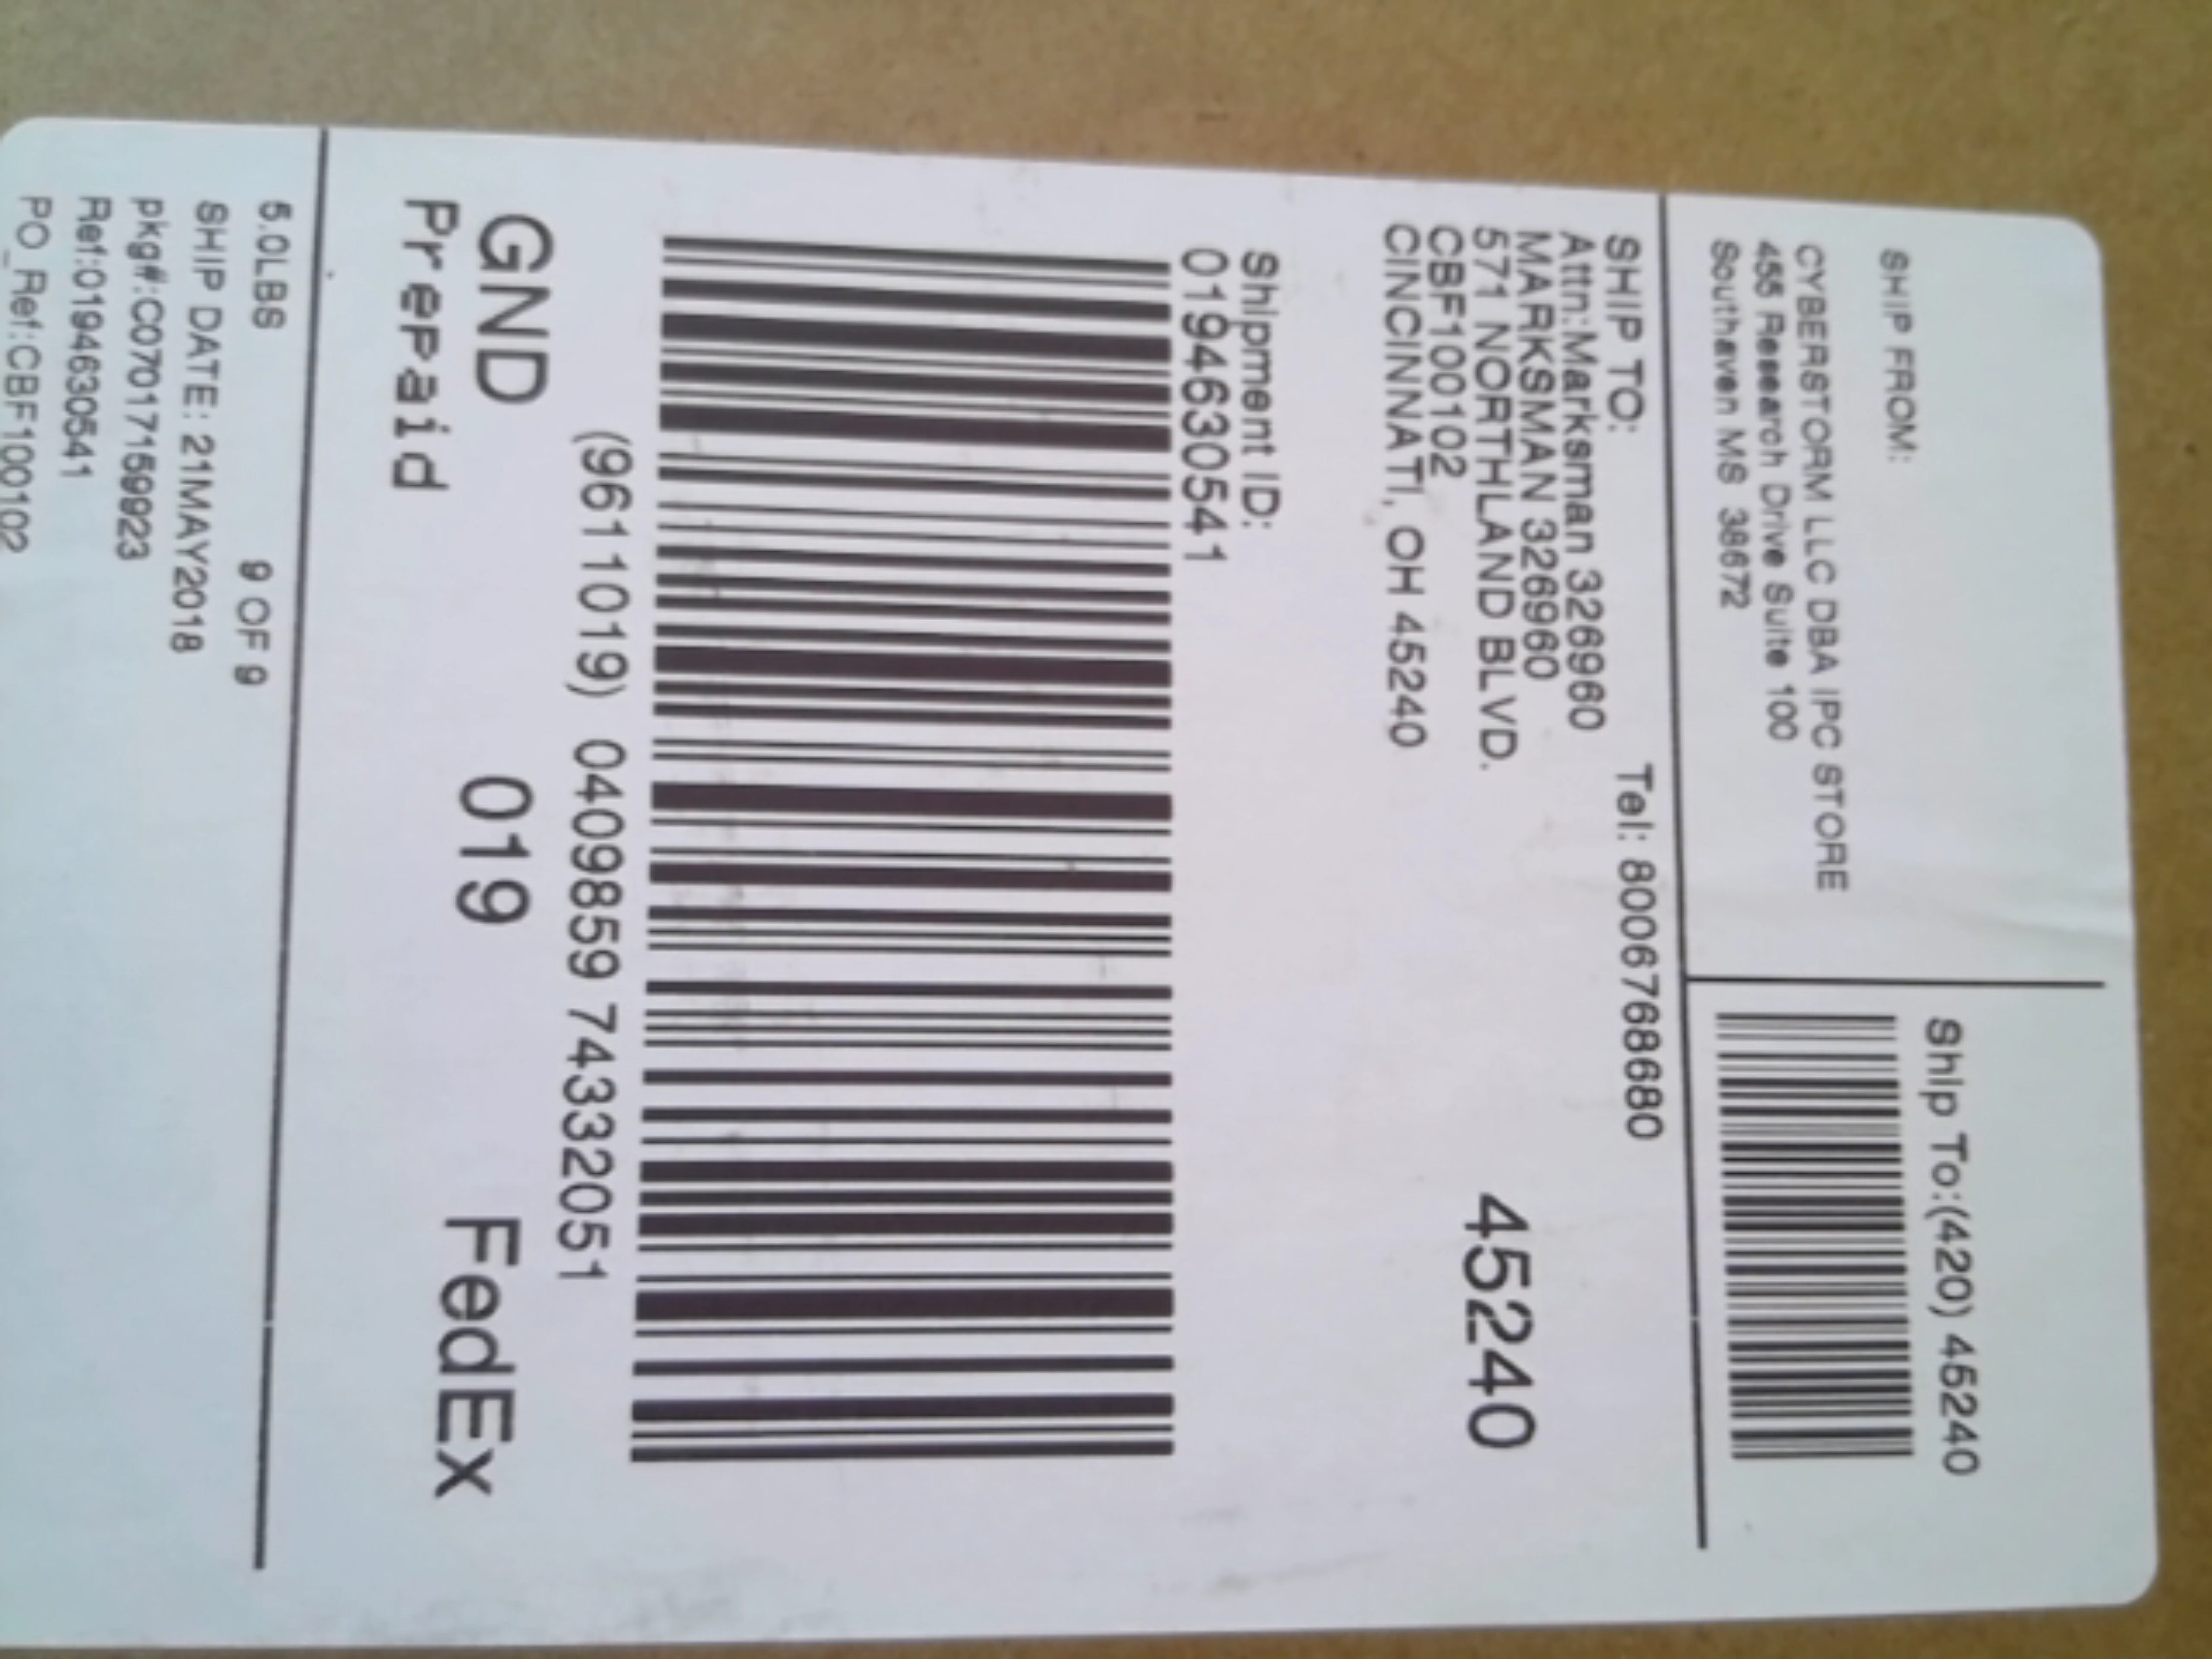 SHIP FROM:
CYBERSTORM LLC DBA IPC STORE
455 Research Drive Suite 100
Southaven MS 38672
Ship To:(420) 45240
SHIP TO:
Tel: 8006768680
Attn:Marksman 326960
MARKSMAN 326960
571 NORTHLAND BLVD.
CBF100102
CINCINNATI, OH 45240
45240
Shipment ID:
01946305​41
(9611019) 0409859 74332051
GND 019 FedEx
Prepaid
5.0LBS 9 OF 9
SHIP DATE: 21MAY2018
pkg#:C07017159923
Ref:0194630541
PO_Ref:CBF100102